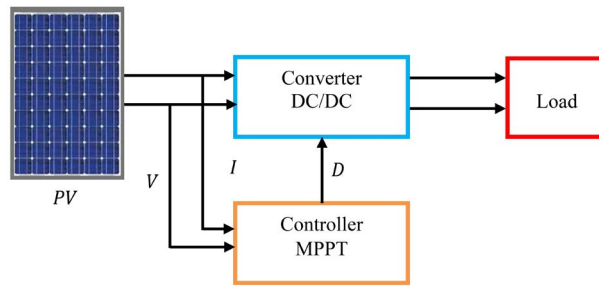 Converter
DC/DC
Load
PV
V
I
D
Controller
MPPT